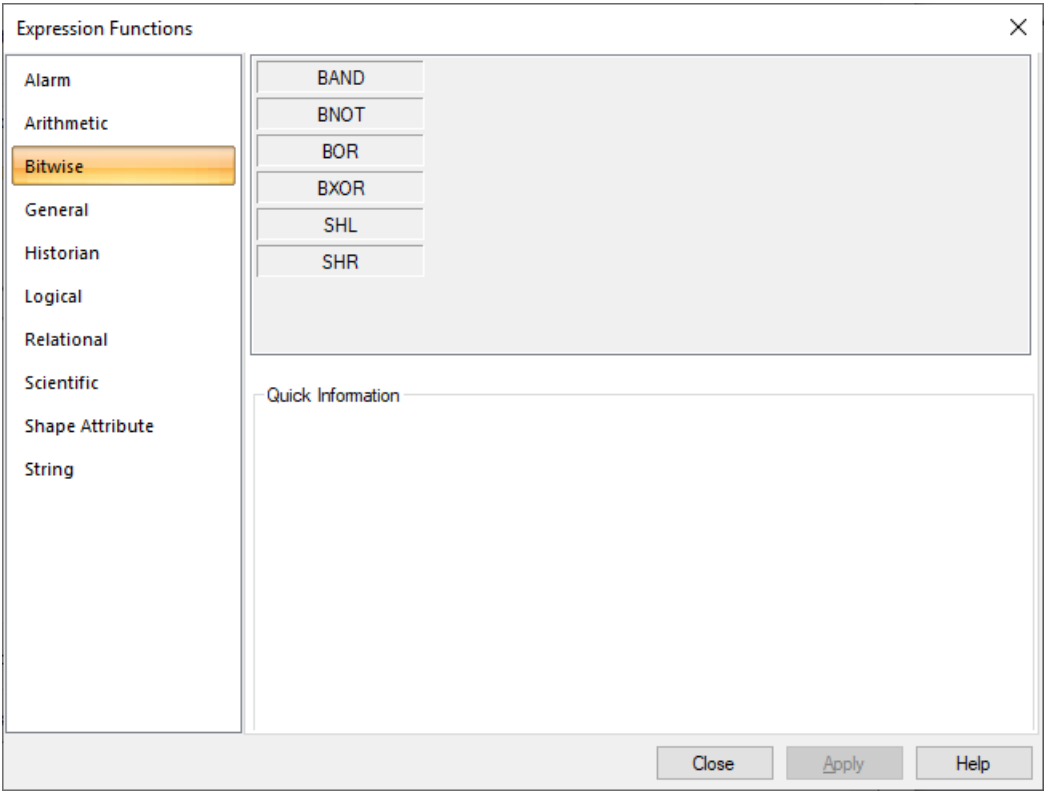 Expression Functions
Alarm
Arithmetic
Bitwise
General
Historian
Logical
Relational
Scientific
Shape Attribute
String
BAND
BNOT
BOR
BXOR
SHL
SHR
Quick Information
Close
Apply
Help